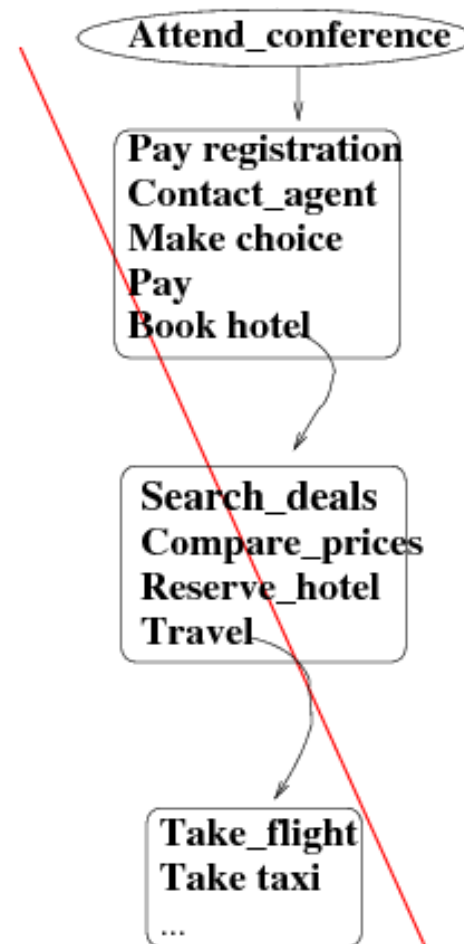 Attend_conference
Pay registration
Contact_agent
Make choice
Pay
Book hotel
Search_deals
Compare_prices
Reserve_hotel
Travel
Take_flight
Take taxi
...